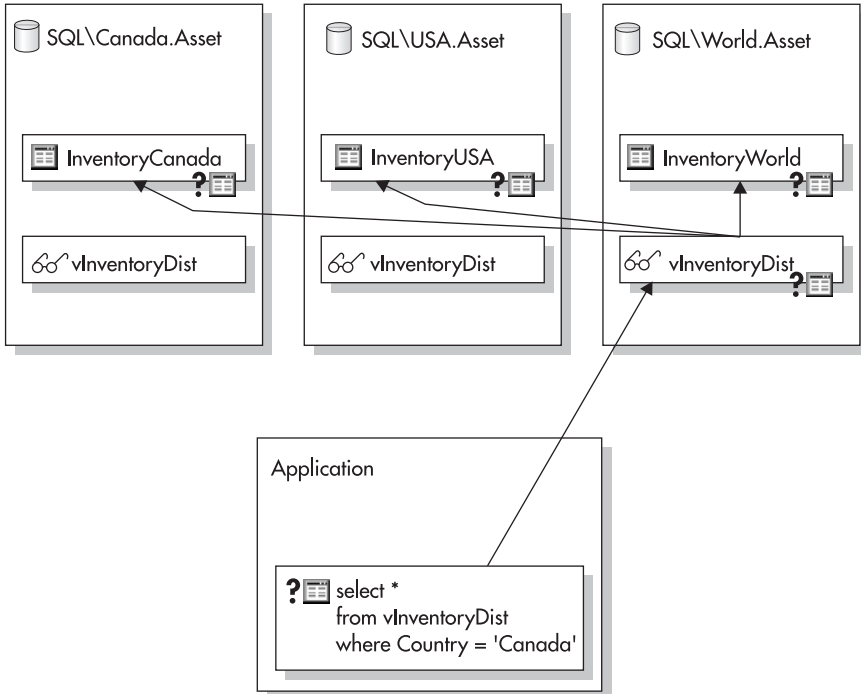 SQL\Canada.Asset
SQL\USA.Asset
SQL\World.Asset
InventoryCanada
?
InventoryUSA
?
InventoryWorld
?
vInventoryDist
vInventoryDist
vInventoryDist
?
Application
? select *
from vInventoryDist
where Country = 'Canada'